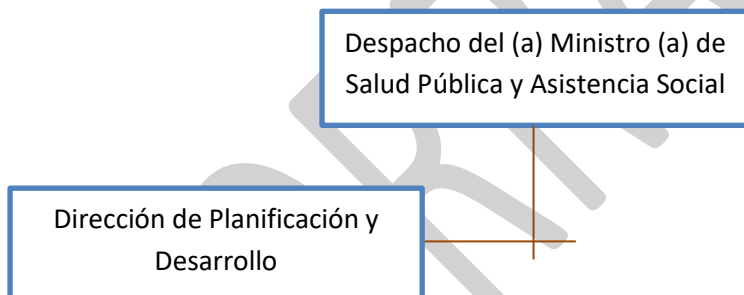 Despacho del (a) Ministro (a) de
Salud Pública y Asistencia Social
Dirección de Planificación y
Desarrollo